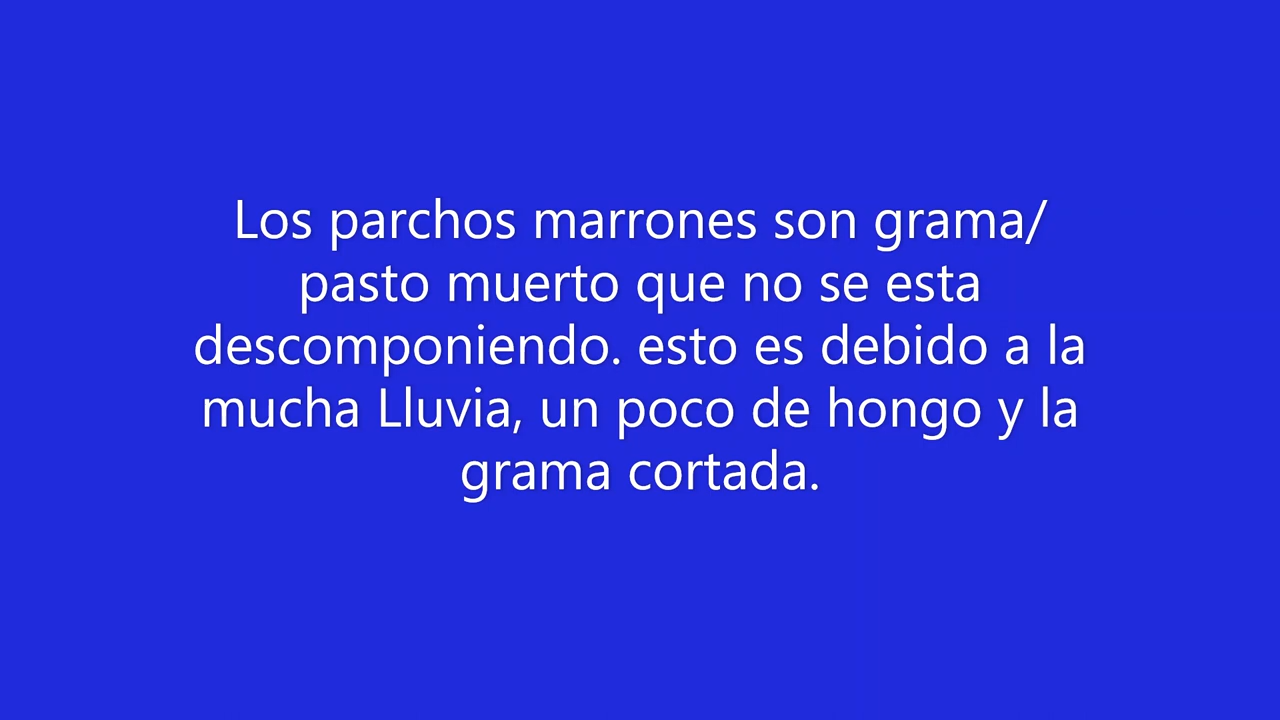 Los parchos marrones son grama/
pasto muerto que no se esta
descomponiendo. esto es debido a la
mucha Lluvia, un poco de hongo y la
grama cortada.